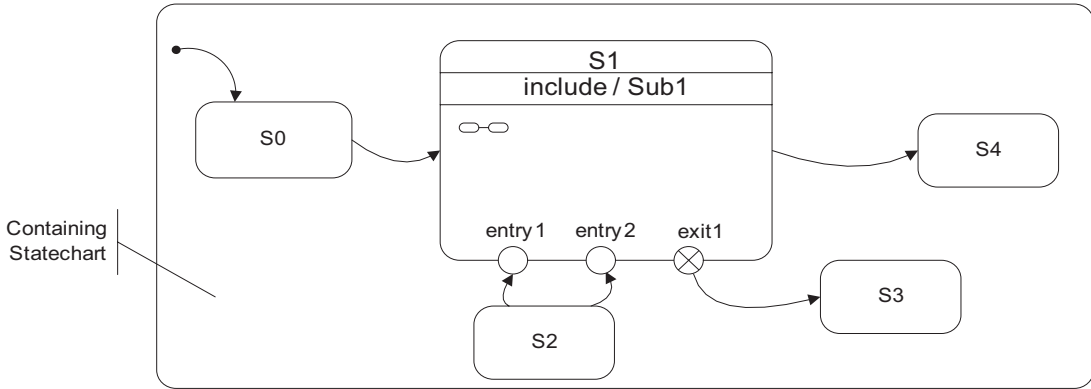 S1
include / Sub1
S0
S4
Containing
Statechart
entry1
entry2
exit1
S3
S2